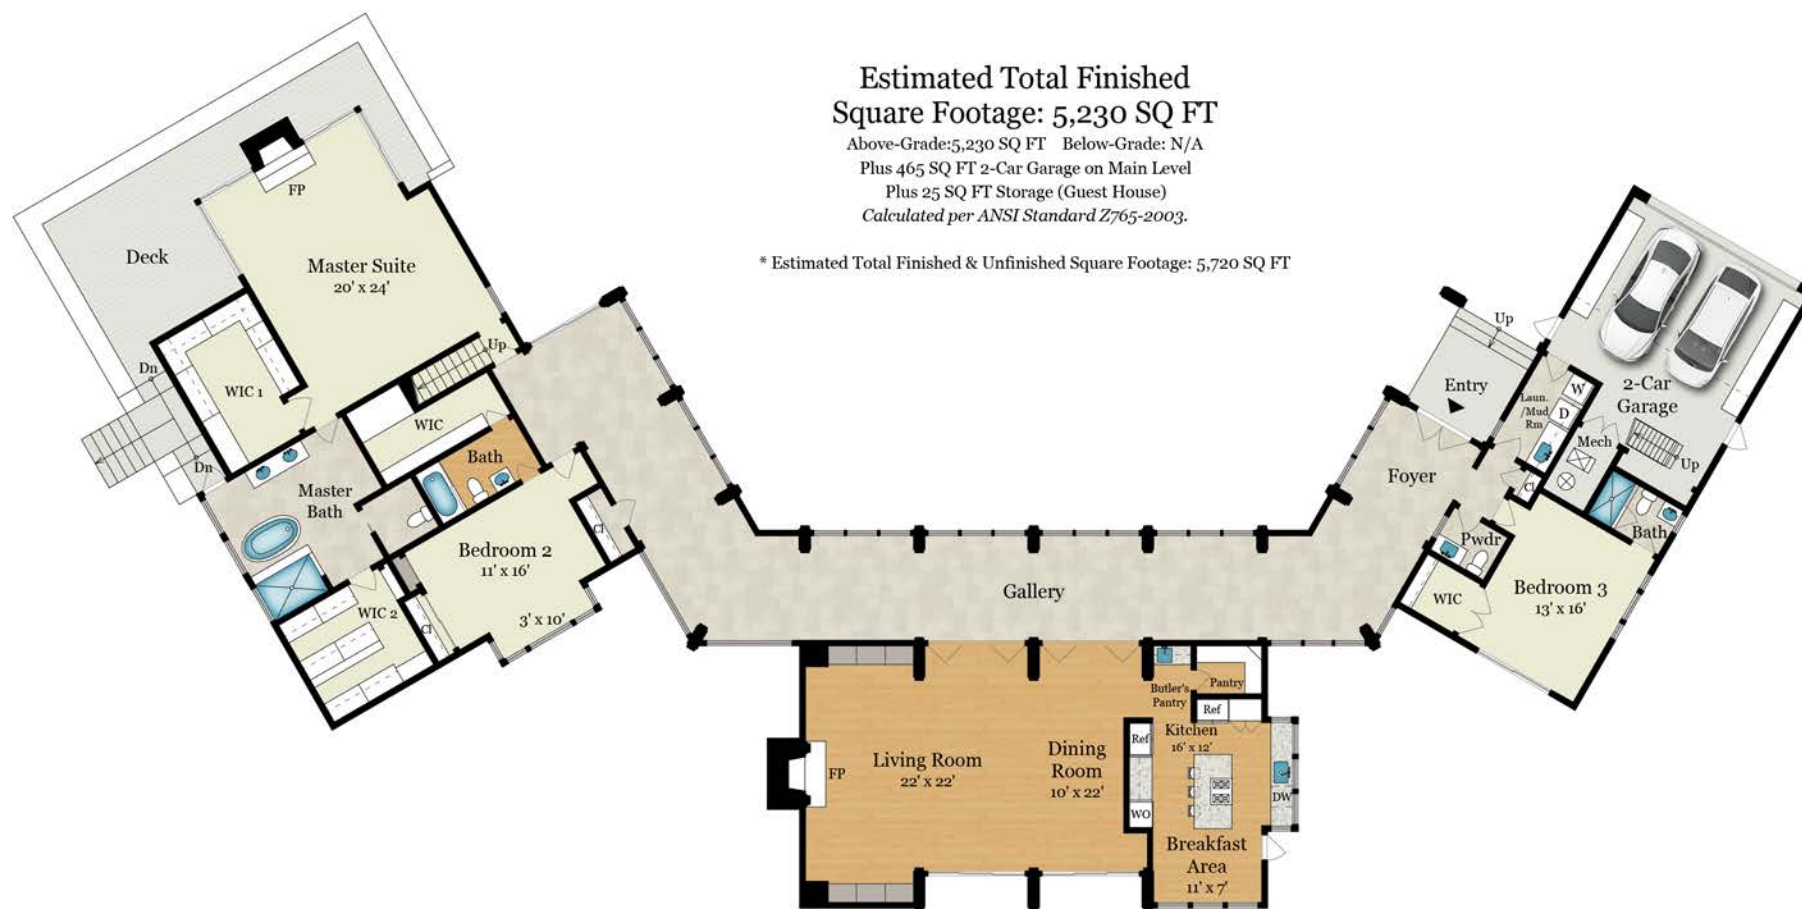 Estimated Total Finished
Square Footage: 5,230 SQ FT
Above-Grade:5,230 SQ FT Below-Grade: N/A
Plus 465 SQ FT 2-Car Garage on Main Level
Plus 25 SQ FT Storage (Guest House)
Calculated per ANSI Standard Z765-2003.
* Estimated Total Finished & Unfinished Square Footage: 5,720 SQ FT
Deck
FP
Master Suite
20' x 24'
Dn
WIC 1
Up
WIC
Dn
Master
Bath
Bath
Bedroom 2
11' x 16'
Cl
3' x 10'
WIC 2
Cl
Gallery
Foyer
Entry
Up
Laun.
/Mud
Rm
W
D
2-Car
Garage
Mech
Up
Cl
Pwdr
Bath
WIC
Bedroom 3
13' x 16'
FP
Living Room
22' x 22'
Dining
Room
10' x 22'
Butler's
Pantry
Pantry
Ref
Ref
Kitchen
16' x 12'
WO
DW
Breakfast
Area
11' x 7'